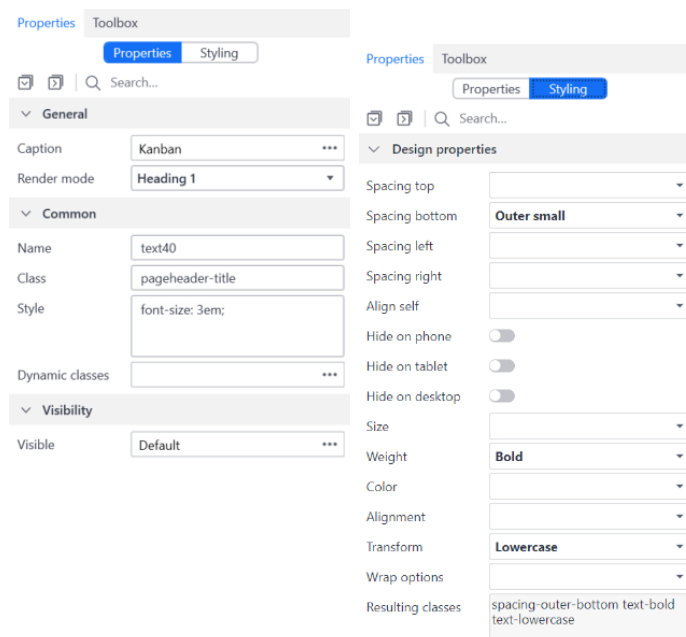 Properties Toolbox
Properties Styling
Search...
General
Caption Kanban
Render mode Heading 1
Common
Name text40
Class pageheader-title
Style font-size: 3em;
Dynamic classes
Visibility
Visible Default
Properties Toolbox
Properties Styling
Search...
Design properties
Spacing top
Spacing bottom Outer small
Spacing left
Spacing right
Align self
Hide on phone
Hide on tablet
Hide on desktop
Size
Weight Bold
Color
Alignment
Transform Lowercase
Wrap options
Resulting classes spacing-outer-bottom text-bold
text-lowercase